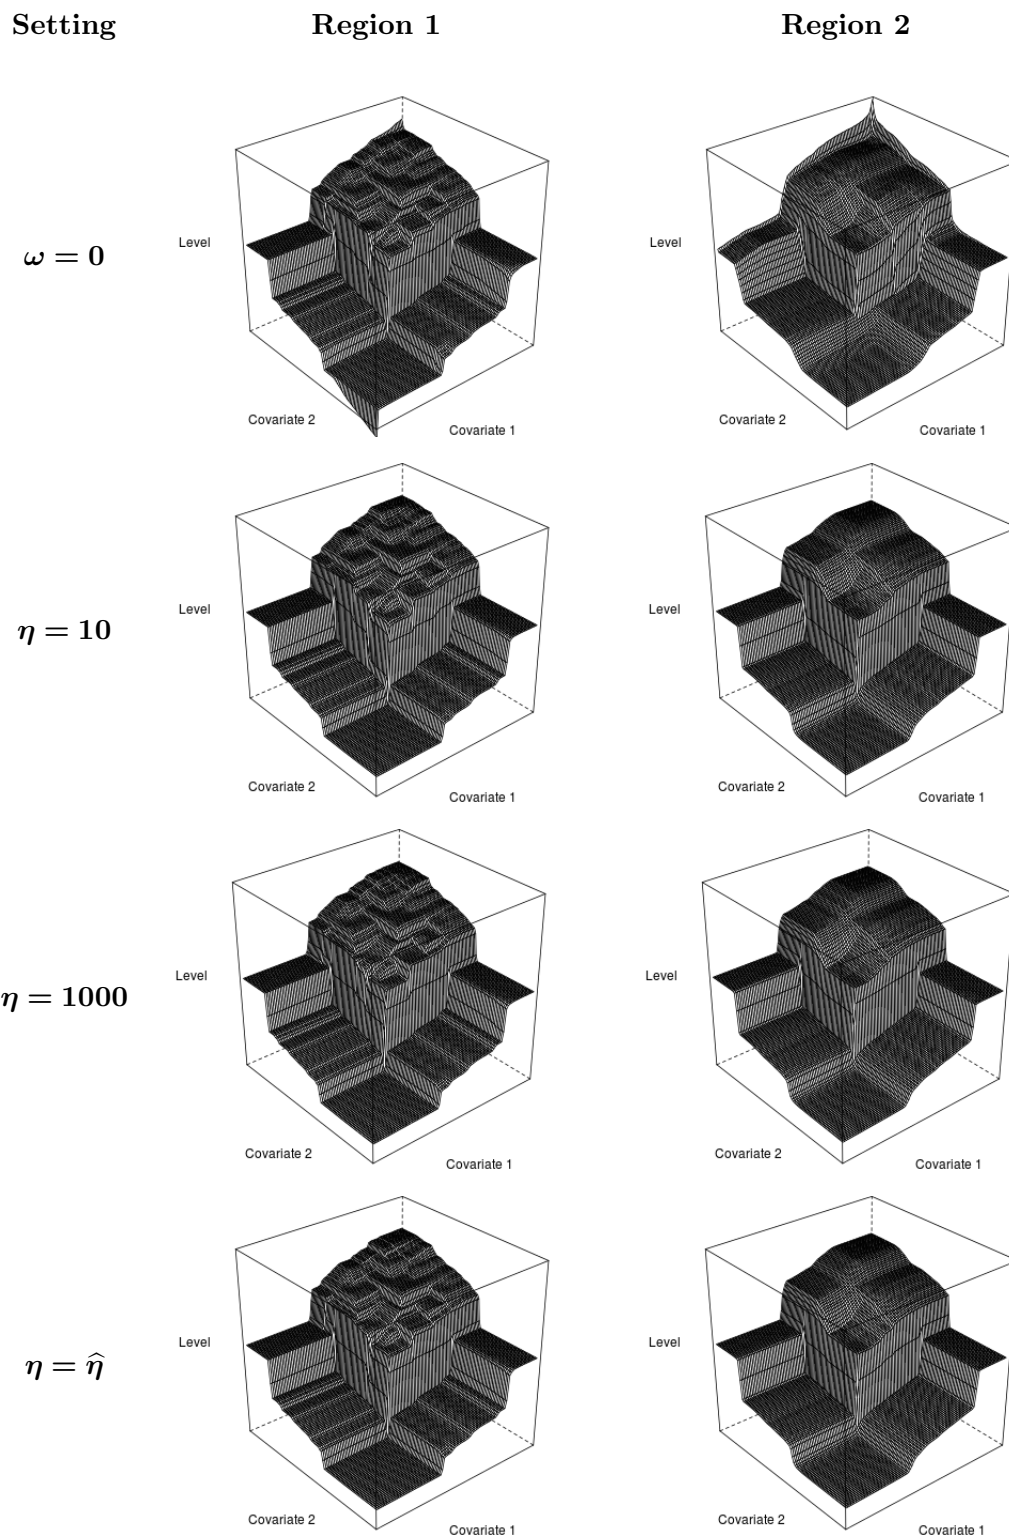 Setting Region 1 Region 2
ω = 0
Level
Covariate 2
Covariate 1
Level
Covariate 2
Covariate 1
η = 10
Level
Covariate 2
Covariate 1
Level
Covariate 2
Covariate 1
η = 1000
Level
Covariate 2
Covariate 1
Level
Covariate 2
Covariate 1
η = η̂
Level
Covariate 2
Covariate 1
Level
Covariate 2
Covariate 1